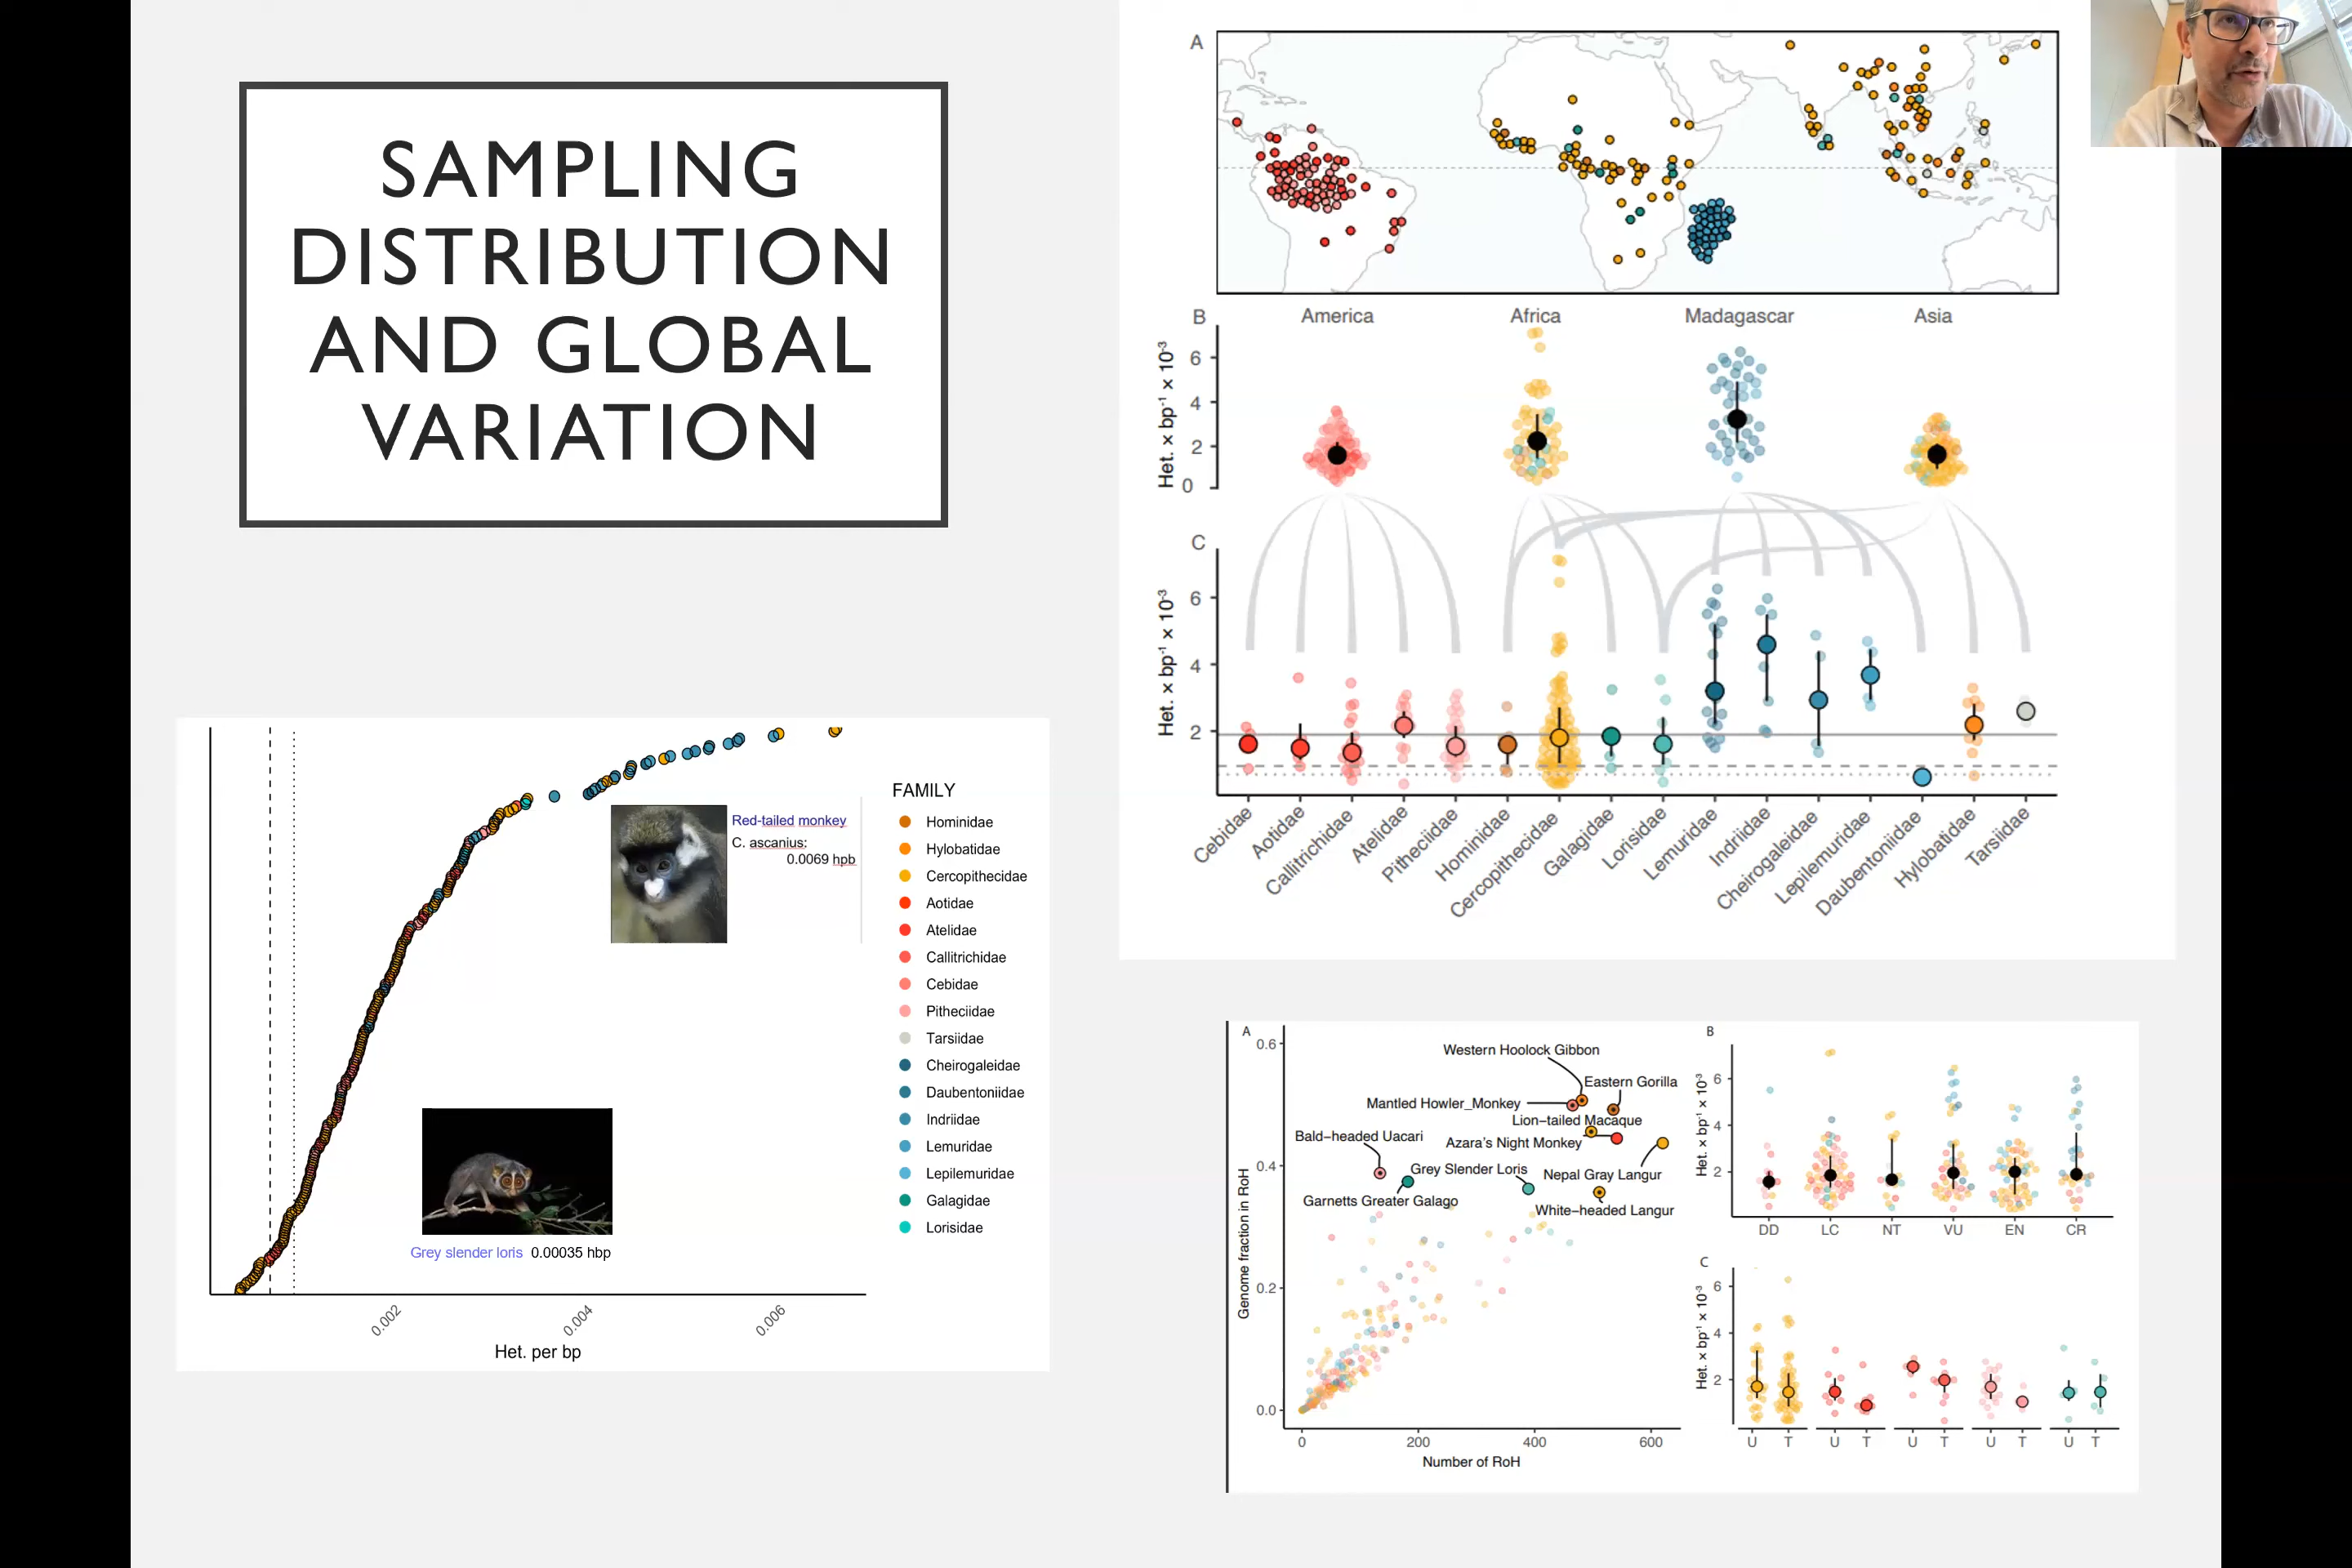 SAMPLING
DISTRIBUTION
AND GLOBAL
VARIATION
Red-tailed monkey
C. ascanius:
0.0069 hpb
Grey slender loris 0.00035 hbp
0.002
0.004
0.006
Het. per bp
FAMILY
Hominidae
Hylobatidae
Cercopithecidae
Aotidae
Atelidae
Callitrichidae
Cebidae
Pitheciidae
Tarsiidae
Cheirogaleidae
Daubentoniidae
Indriidae
Lemuridae
Lepilemuridae
Galagidae
Lorisidae
A
B
America
Africa
Madagascar
Asia
Het. × bp⁻¹ × 10⁻³
6
4
2
0
C
Het. × bp⁻¹ × 10⁻³
6
4
2
Cebidae
Aotidae
Callitrichidae
Atelidae
Pitheciidae
Hominidae
Cercopithecidae
Galagidae
Lorisidae
Lemuridae
Indriidae
Cheirogaleidae
Lepilemuridae
Daubentoniidae
Hylobatidae
Tarsiidae
A
Genome fraction in RoH
0.6
0.4
0.2
0.0
Western Hoolock Gibbon
Eastern Gorilla
Mantled Howler_Monkey
Lion−tailed Macaque
Bald−headed Uacari
Azara's Night Monkey
Grey Slender Loris
Nepal Gray Langur
Garnetts Greater Galago
White−headed Langur
0
200
400
600
Number of RoH
B
Het. × bp⁻¹ × 10⁻³
6
4
2
DD
LC
NT
VU
EN
CR
C
Het. × bp⁻¹ × 10⁻³
6
4
2
U
T
U
T
U
T
U
T
U
T